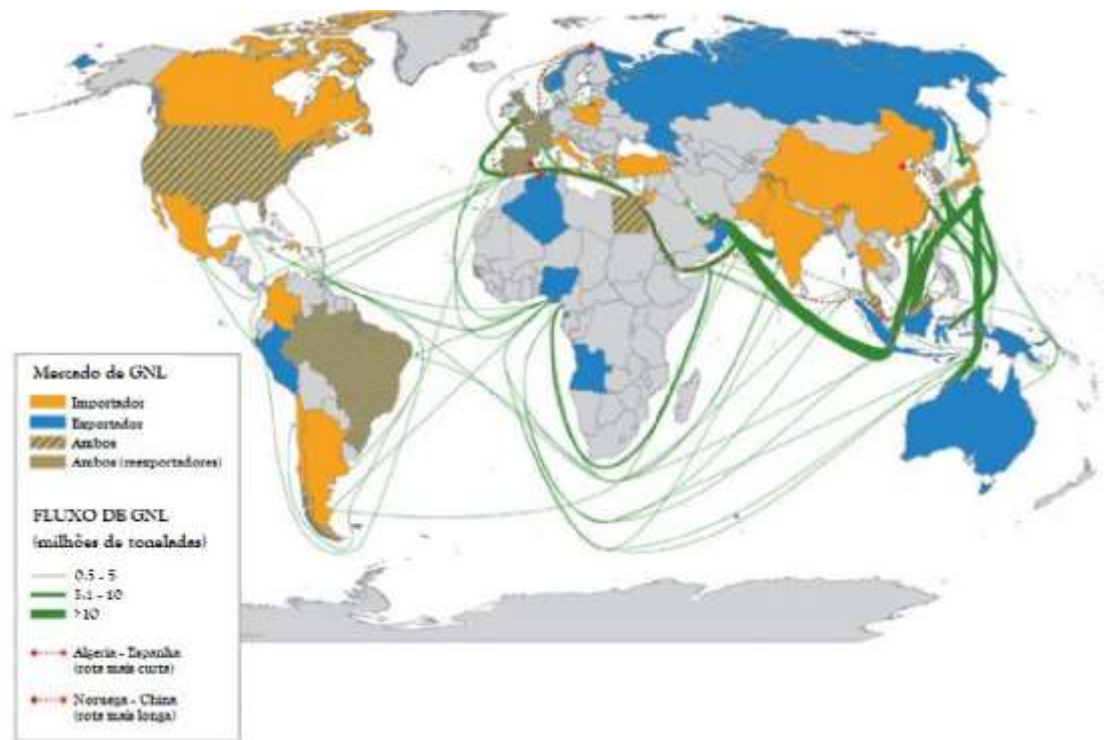 Mercado de GNL
Importador
Exportador
Ambos
Ambos (reexportadores)
FLUXO DE GNL
(milhões de toneladas)
0.5 - 5
5.1 - 10
>10
Algeria - Espanha
(rota mais curta)
Noruega - China
(rota mais longa)